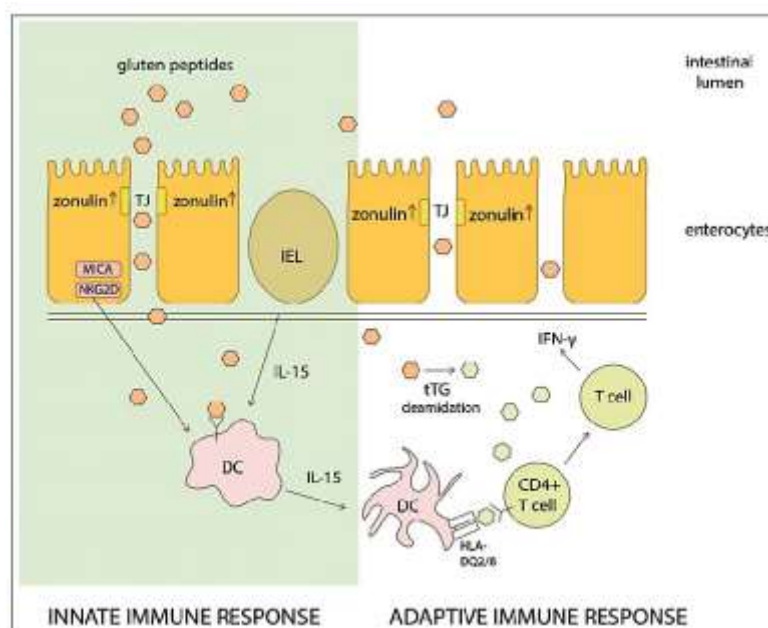 gluten peptides
intestinal
lumen
zonulin↑
TJ
zonulin↑
zonulin↑
TJ
zonulin↑
IEL
enterocytes
MICA
NKG2D
IL-15
IFN-γ
tTG
deamidation
T cell
DC
IL-15
DC
CD4+
T cell
HLA-
DQ2/8
INNATE IMMUNE RESPONSE
ADAPTIVE IMMUNE RESPONSE